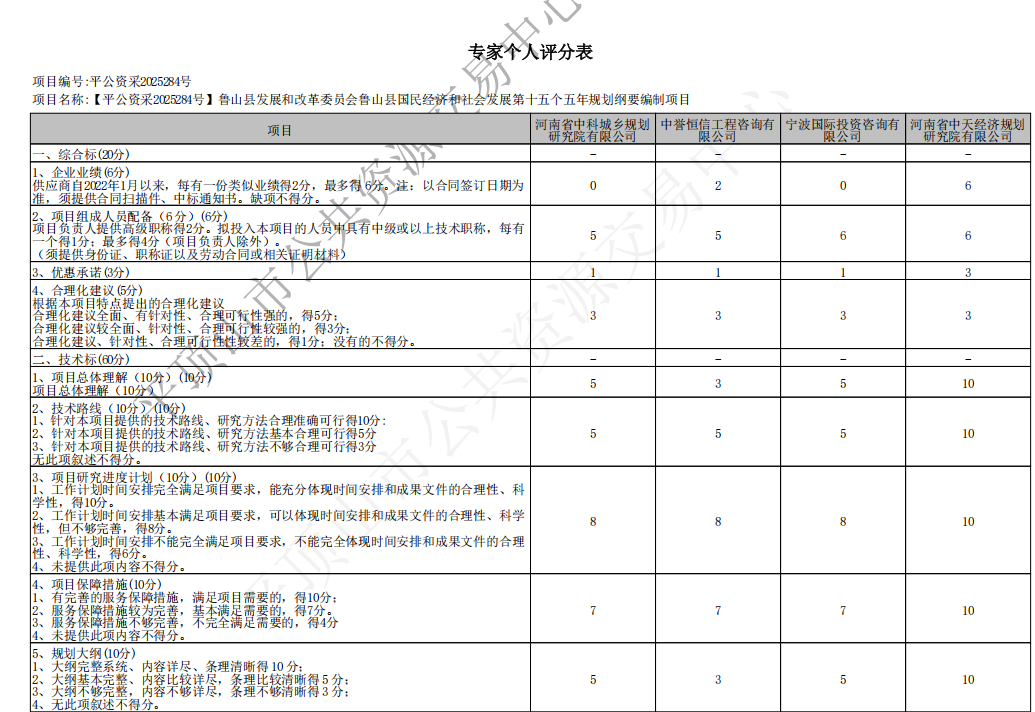 专家个人评分表
项目编号:平公资采2025284号
项目名称:【平公资采2025284号】鲁山县发展和改革委员会鲁山县国民经济和社会发展第十五个五年规划纲要编制项目
项目 河南省中科城乡规划研究院有限公司 中誉恒信工程咨询有限公司 宁波国际投资咨询有限公司 河南省中天经济规划研究院有限公司
一、综合标(20分) — — — —
1、企业业绩(6分)
供应商自2022年1月以来，每有一份类似业绩得2分，最多得 6分。注：以合同签订日期为
准，须提供合同扫描件、中标通知书。缺项不得分。
0 2 0 6
2、项目组成人员配备（6 分）(6分)
项目负责人提供高级职称得2分。拟投入本项目的人员中具有中级或以上技术职称，每有
一个得1分；最多得4分（项目负责人除外）。
（须提供身份证、职称证以及劳动合同或相关证明材料）
5 5 6 6
3、优惠承诺(3分) 1 1 1 3
4、合理化建议(5分)
根据本项目特点提出的合理化建议
合理化建议全面、有针对性、合理可行性强的，得5分；
合理化建议较全面、针对性、合理可行性较强的，得3分；
合理化建议、针对性、合理可行性性较差的，得1分；没有的不得分。
3 3 3 3
二、技术标(60分) — — — —
1、项目总体理解（10分）(10分)
项目总体理解（10分）
5 3 5 10
2、技术路线（10分）(10分)
1、针对本项目提供的技术路线、研究方法合理准确可行得10分:
2、针对本项目提供的技术路线、研究方法基本合理可行得5分
3、针对本项目提供的技术路线、研究方法不够合理可行得3分
无此项叙述不得分。
5 5 5 10
3、项目研究进度计划（10分）(10分)
1、工作计划时间安排完全满足项目要求，能充分体现时间安排和成果文件的合理性、科
学性，得10分。
2、工作计划时间安排基本满足项目要求，可以体现时间安排和成果文件的合理性、科学
性，但不够完善，得8分。
3、工作计划时间安排不能完全满足项目要求，不能完全体现时间安排和成果文件的合理
性、科学性，得6分。
4、未提供此项内容不得分。
8 8 8 10
4、项目保障措施(10分)
1、有完善的服务保障措施，满足项目需要的，得10分；
2、服务保障措施较为完善，基本满足需要的，得7分。
3、服务保障措施不够完善，不完全满足需要的，得4分
4、未提供此项内容不得分。
7 7 7 10
5、规划大纲(10分)
1、大纲完整系统、内容详尽、条理清晰得 10 分；
2、大纲基本完整、内容比较详尽，条理比较清晰得 5 分；
3、大纲不够完整，内容不够详尽，条理不够清晰得 3 分；
4、无此项叙述不得分。
5 3 5 10
平顶山市公共资源交易中心
平顶山市公共资源交易中心